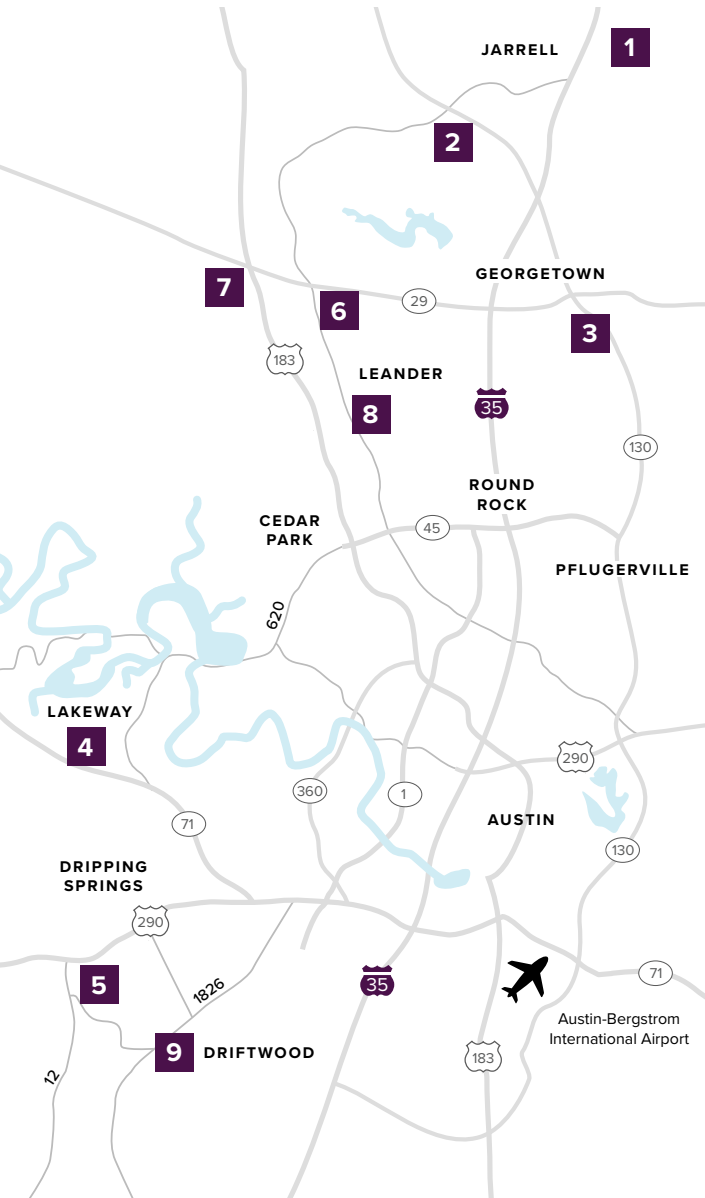 JARRELL
1
2
GEORGETOWN
7
6
29
3
183
LEANDER
8
35
130
ROUND
ROCK
CEDAR
PARK
45
PFLUGERVILLE
620
LAKEWAY
4
290
360
1
71
AUSTIN
130
DRIPPING
SPRINGS
290
5
1826
35
71
Austin-Bergstrom
International Airport
9
DRIFTWOOD
183
12